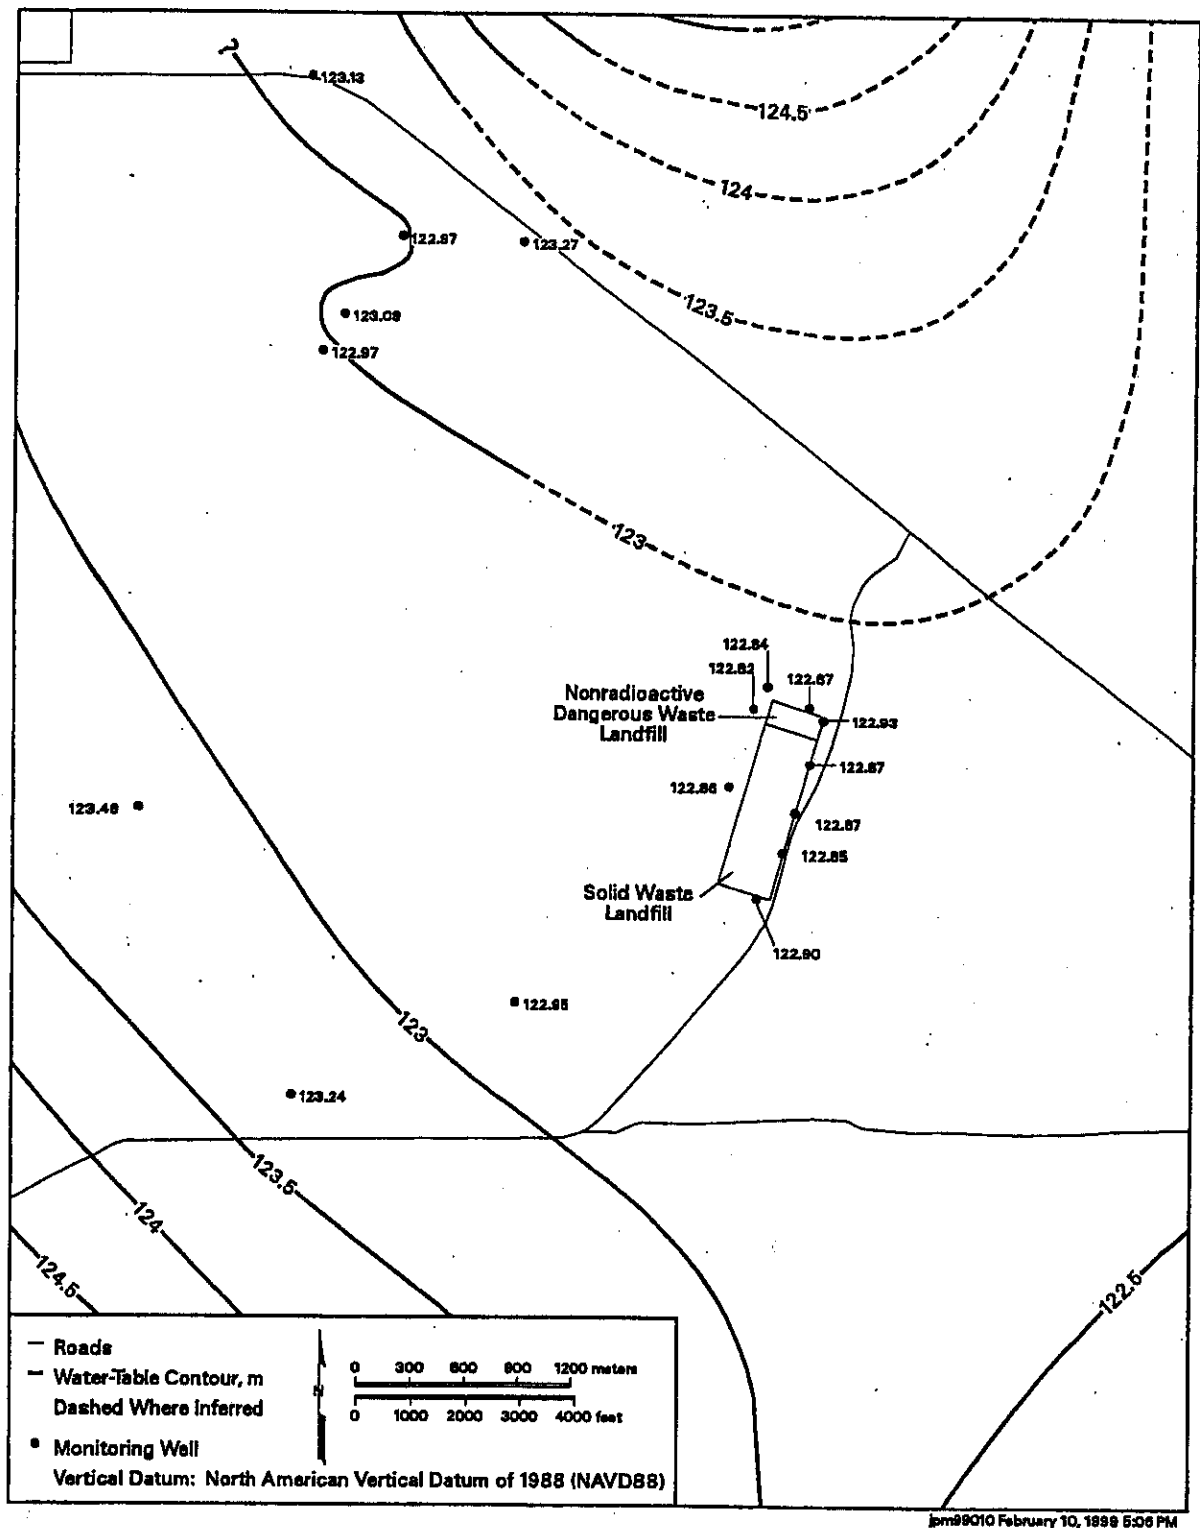 ?
123.13
124.5
124
122.97
123.27
123.5
123.09
122.97
123
122.84
122.82
122.87
Nonradioactive
Dangerous Waste
Landfill
122.93
122.87
122.86
123.46
122.87
122.85
Solid Waste
Landfill
122.90
122.95
123
123.24
123.5
124
124.5
122.5
Roads
Water-Table Contour, m
Dashed Where Inferred
Monitoring Well
Vertical Datum: North American Vertical Datum of 1988 (NAVD88)
N
0 300 600 900 1200 meters
0 1000 2000 3000 4000 feet
jpm99010 February 10, 1999 5:06 PM